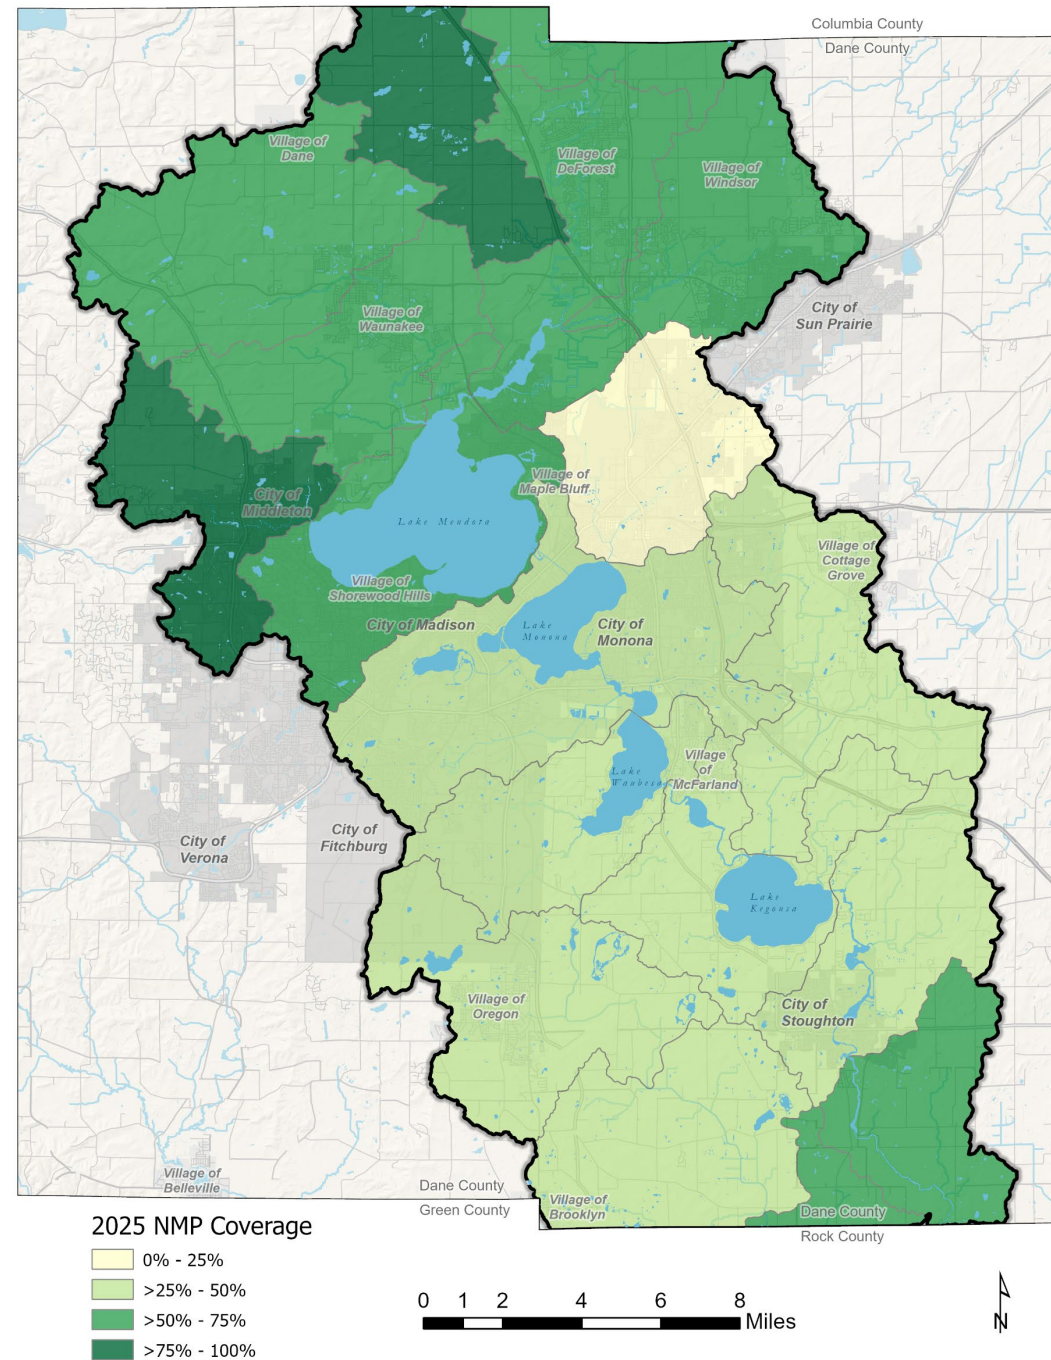 Columbia County
Dane County
Village of
Dane
Village of
DeForest
Village of
Windsor
City of
Sun Prairie
Village of
Waunakee
Village of
Maple Bluff
City of
Middleton
Lake Mendota
Village of
Cottage
Grove
Village of
Shorewood Hills
City of Madison
Lake
Monona
City of
Monona
Village
of
McFarland
Lake
Waubesa
City of
Verona
City of
Fitchburg
Lake
Kegonsa
Village of
Oregon
City of
Stoughton
Village of
Belleville
Dane County
Green County
Village of
Brooklyn
Dane County
Rock County
2025 NMP Coverage
0% - 25%
>25% - 50%
>50% - 75%
>75% - 100%
0 1 2 4 6 8
Miles
N